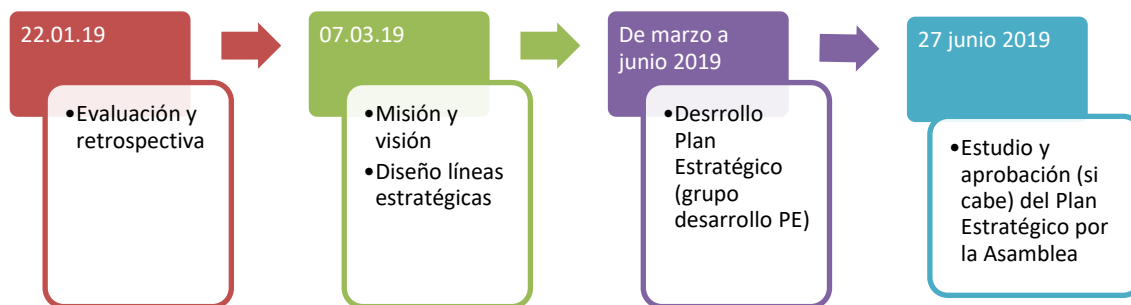 22.01.19
•Evaluación y
retrospectiva
07.03.19
•Misión y
visión
•Diseño líneas
estratégicas
De marzo a
junio 2019
•Desrrollo
Plan
Estratégico
(grupo
desarrollo PE)
27 junio 2019
•Estudio y
aprobación (si
cabe) del Plan
Estratégico por
la Asamblea